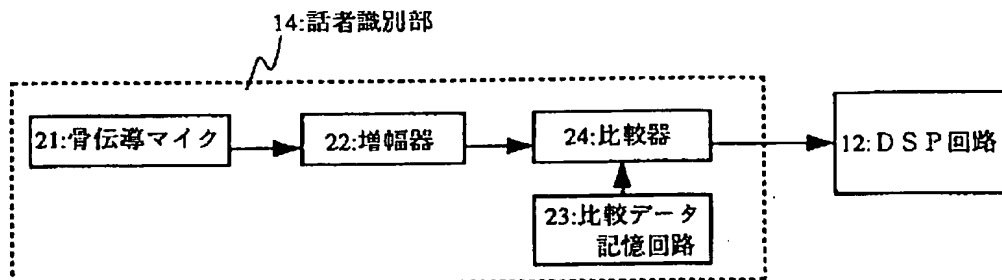 14:話者識別部
21:骨伝導マイク
22:増幅器
24:比較器
12:DSP回路
23:比較データ
記憶回路